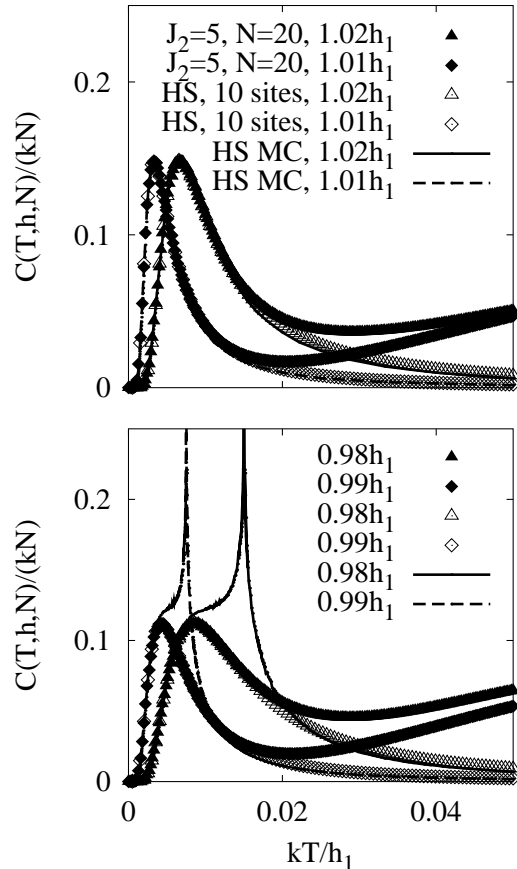 0.2
J₂=5, N=20, 1.02h₁
J₂=5, N=20, 1.01h₁
HS, 10 sites, 1.02h₁
HS, 10 sites, 1.01h₁
HS MC, 1.02h₁
HS MC, 1.01h₁
C(T,h,N)/(kN)
0.1
0
0.98h₁
0.99h₁
0.98h₁
0.99h₁
0.98h₁
0.99h₁
0.2
C(T,h,N)/(kN)
0.1
0
0 0.02 0.04
kT/h₁